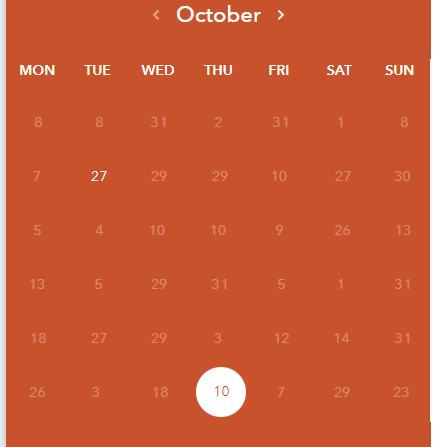 ‹ October ›
MON TUE WED THU FRI SAT SUN
8 8 31 2 31 1 8
7 27 29 29 10 27 30
5 4 10 10 9 26 13
13 5 29 31 5 1 31
18 27 29 3 12 14 31
26 3 18 10 7 29 23